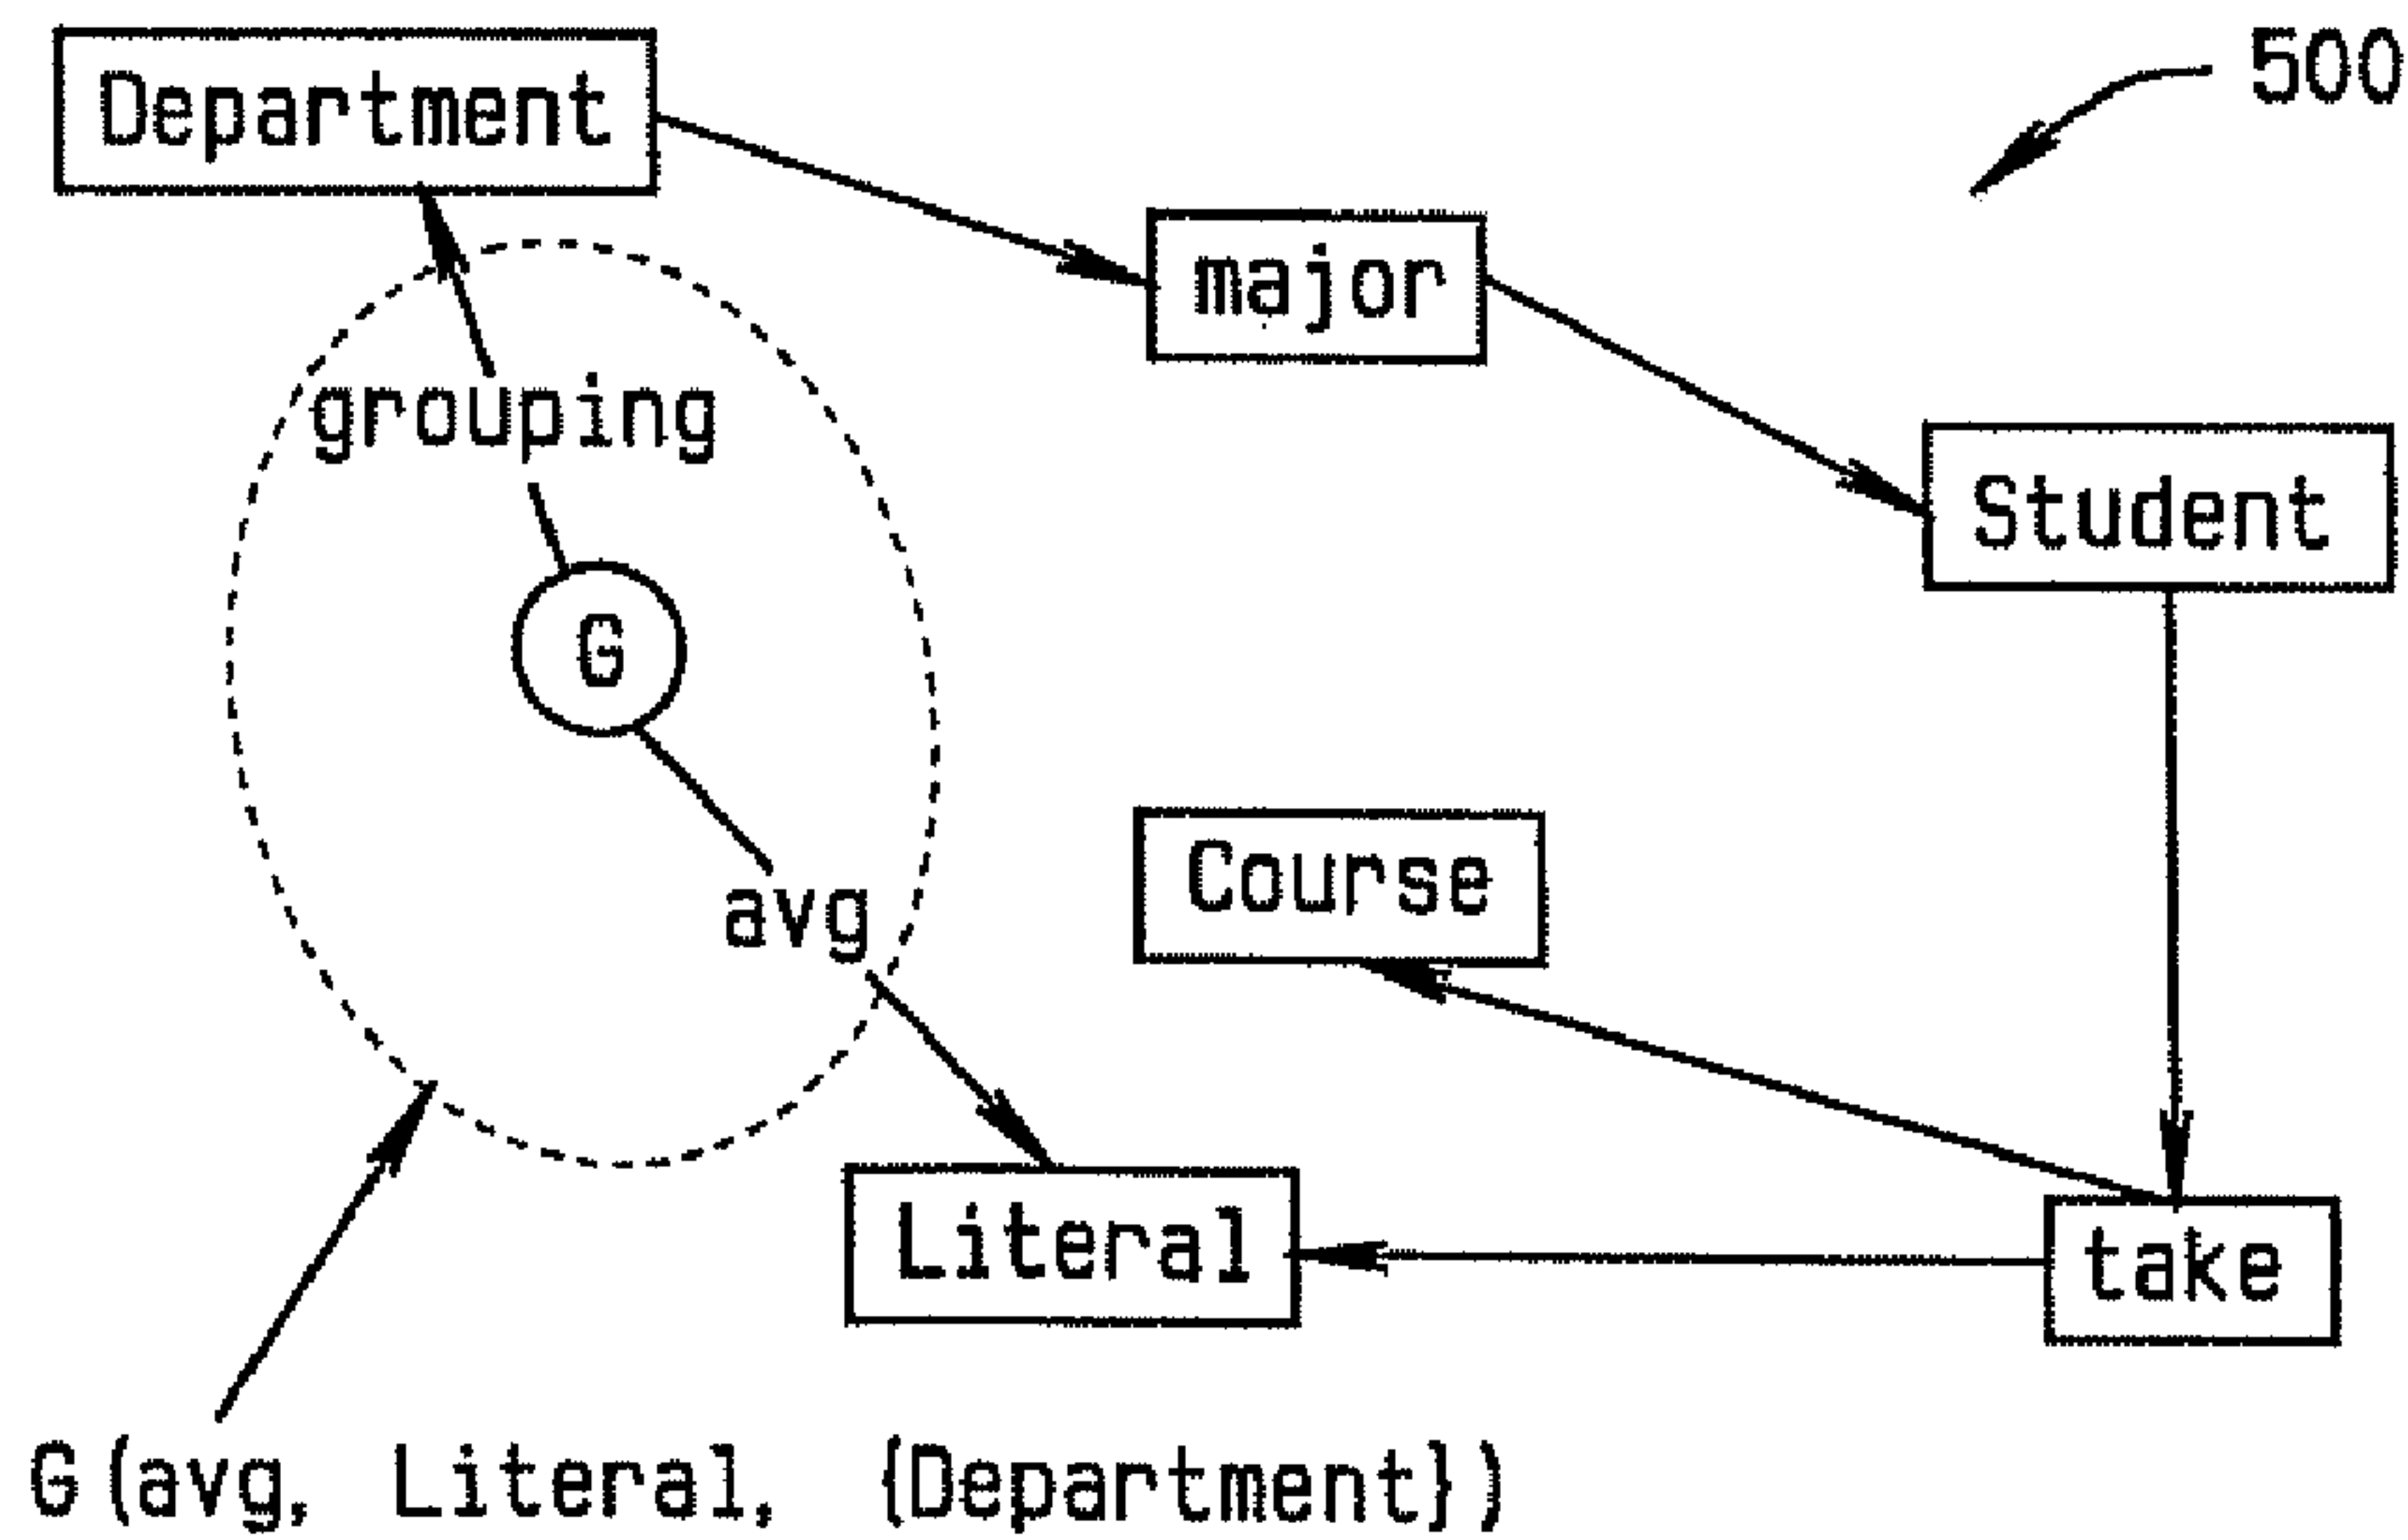 Department
500
major
grouping
Student
G
Course
avg
Literal
take
G(avg, Literal, {Department})